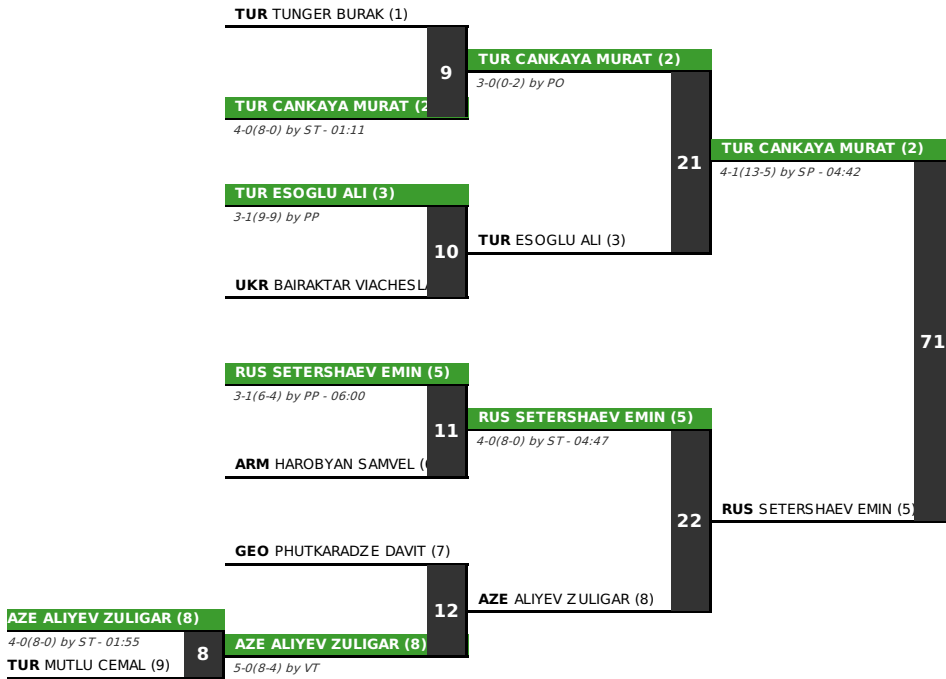 TUR TUNGER BURAK (1)
9
TUR CANKAYA MURAT (2
4-0(8-0) by ST - 01:11
TUR CANKAYA MURAT (2)
3-0(0-2) by PO
21
TUR ESOGLU ALI (3)
3-1(9-9) by PP
10
UKR BAIRAKTAR VIACHESL
TUR ESOGLU ALI (3)
TUR CANKAYA MURAT (2)
4-1(13-5) by SP - 04:42
71
RUS SETERSHAEV EMIN (5)
3-1(6-4) by PP - 06:00
11
ARM HAROBYAN SAMVEL (
RUS SETERSHAEV EMIN (5)
4-0(8-0) by ST - 04:47
22
RUS SETERSHAEV EMIN (5)
GEO PHUTKARADZE DAVIT (7)
12
AZE ALIYEV ZULIGAR (8)
AZE ALIYEV ZULIGAR (8)
4-0(8-0) by ST - 01:55
8
TUR MUTLU CEMAL (9)
AZE ALIYEV ZULIGAR (8)
5-0(8-4) by VT